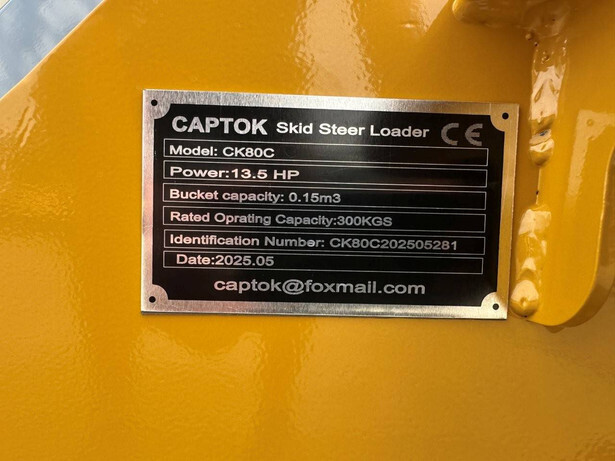 CAPTOK Skid Steer Loader CE
Model: CK80C
Power:13.5 HP
Bucket capacity: 0.15m3
Rated Oprating Capacity:300KGS
Identification Number: CK80C202505281
Date:2025.05
captok@foxmail.com